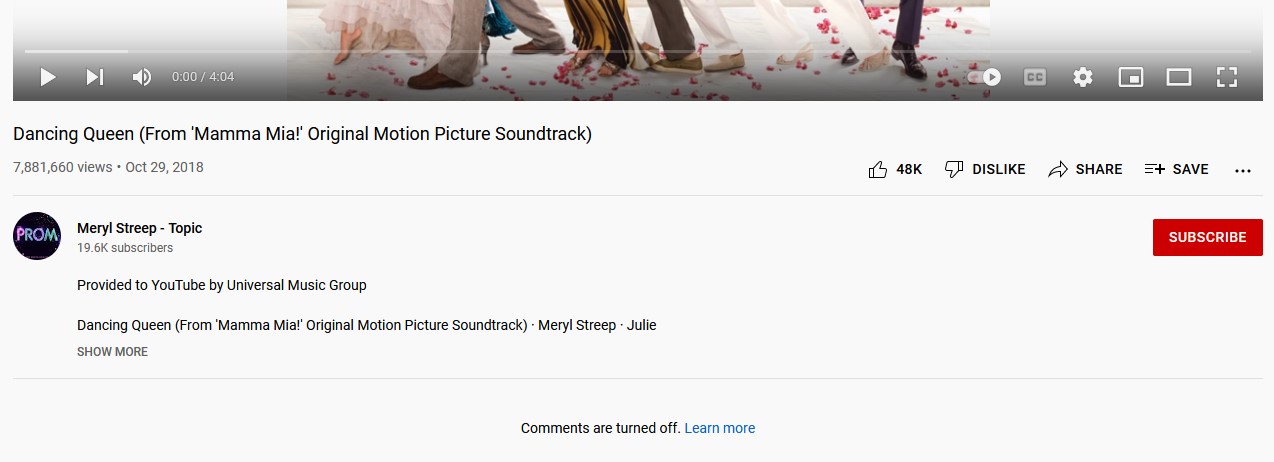 0:00 / 4:04
CC
Dancing Queen (From 'Mamma Mia!' Original Motion Picture Soundtrack)
7,881,660 views • Oct 29, 2018
48K DISLIKE SHARE SAVE
PROM
Meryl Streep - Topic
19.6K subscribers
SUBSCRIBE
Provided to YouTube by Universal Music Group
Dancing Queen (From 'Mamma Mia!' Original Motion Picture Soundtrack) · Meryl Streep · Julie
SHOW MORE
Comments are turned off. Learn more